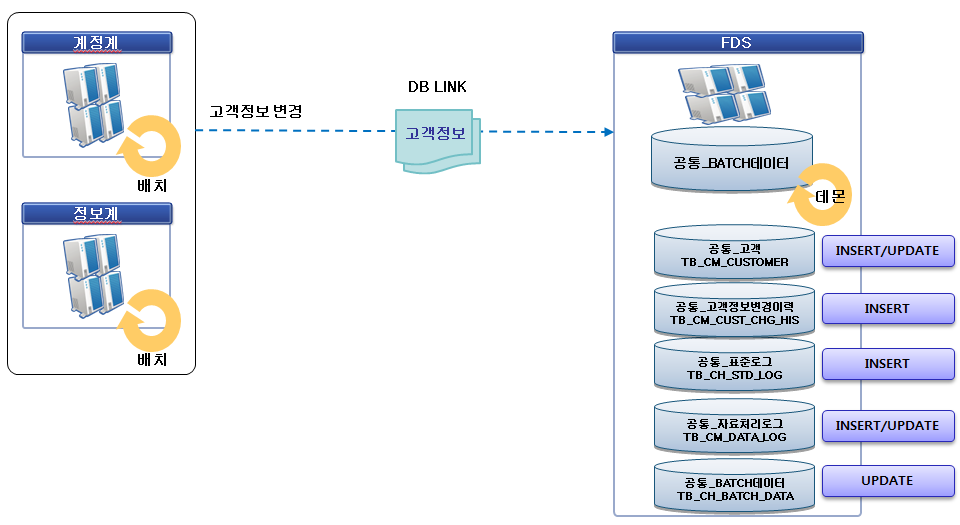 계정계
배치
정보계
배치
고객정보 변경
DB LINK
고객정보
FDS
공통_BATCH데이터
데몬
공통_고객
TB_CM_CUSTOMER
INSERT/UPDATE
공통_고객정보변경이력
TB_CM_CUST_CHG_HIS
INSERT
공통_표준로그
TB_CH_STD_LOG
INSERT
공통_자료처리로그
TB_CM_DATA_LOG
INSERT/UPDATE
공통_BATCH데이터
TB_CH_BATCH_DATA
UPDATE